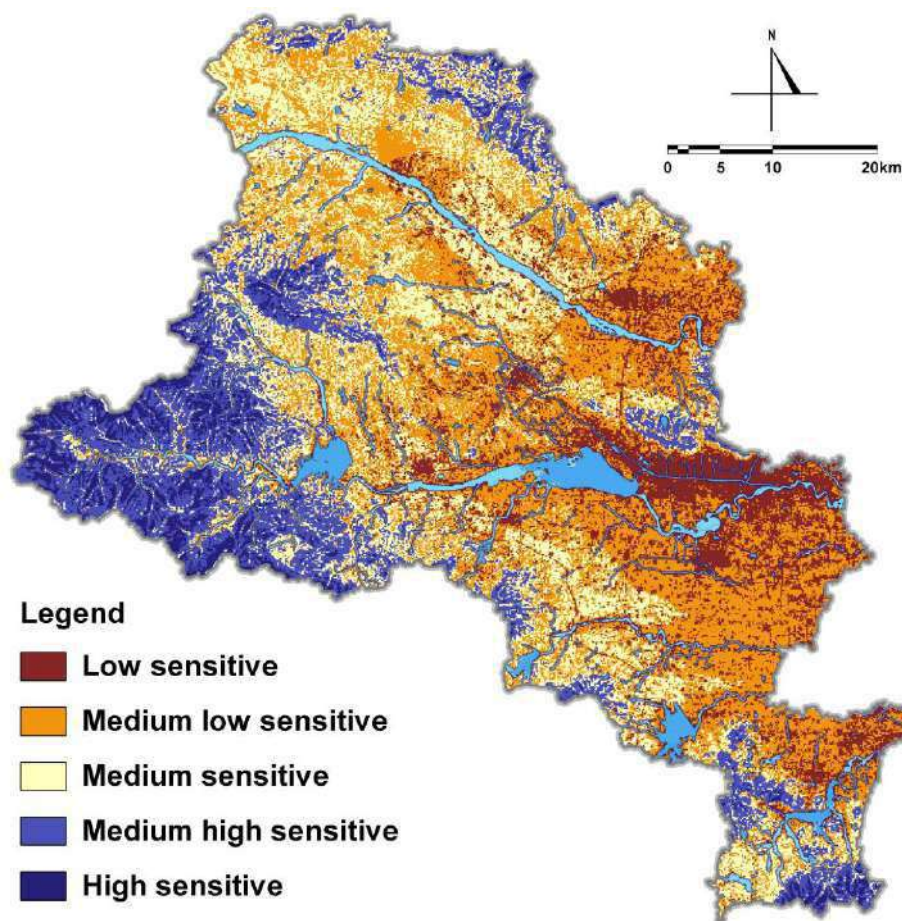 N
0 5 10 20km
Legend
Low sensitive
Medium low sensitive
Medium sensitive
Medium high sensitive
High sensitive